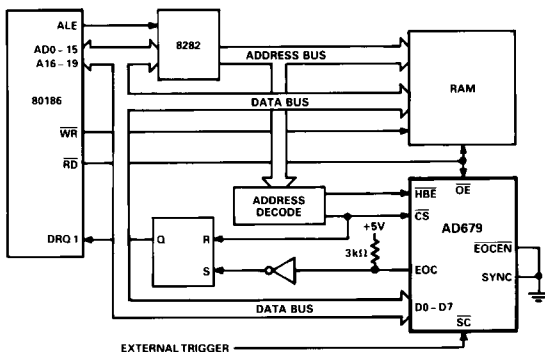 ALE
AD0 - 15
A16 - 19
80186
WR
RD
DRQ 1
8282
ADDRESS BUS
DATA BUS
RAM
ADDRESS DECODE
HBE
OE
CS
AD679
EOCEN
SYNC
EOC
D0 - D7
SC
+5V
3kΩ
Q
R
S
DATA BUS
EXTERNAL TRIGGER